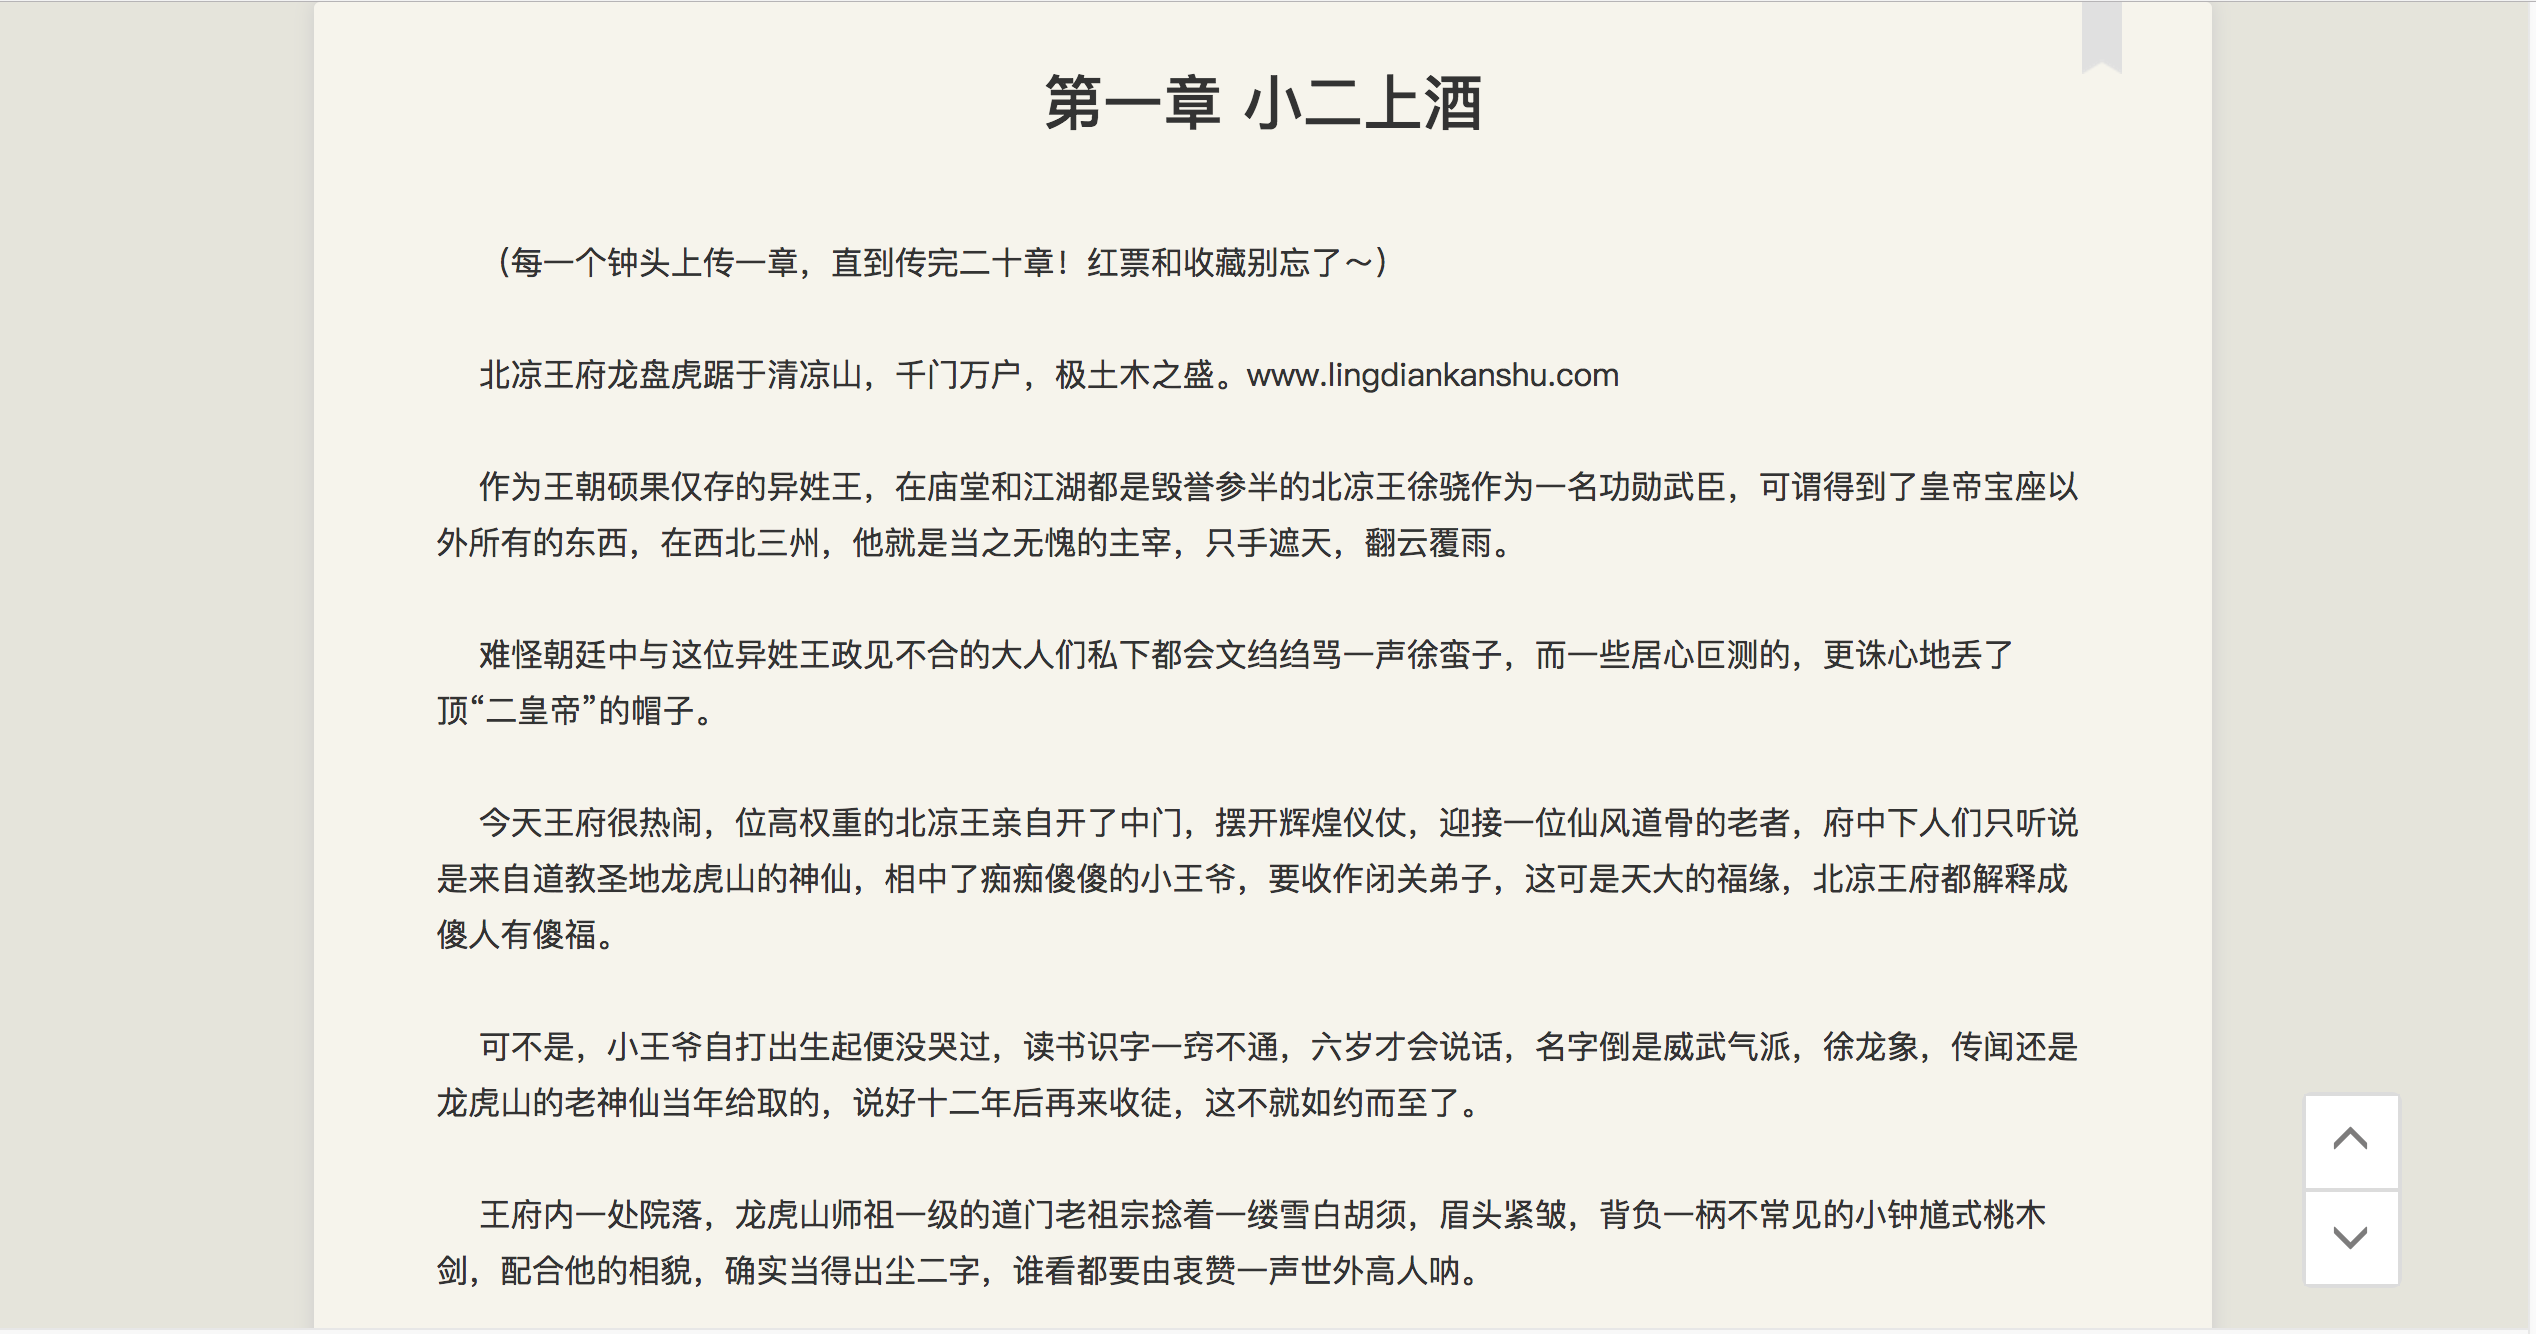 第一章 小二上酒
（每一个钟头上传一章，直到传完二十章！红票和收藏别忘了～）
北凉王府龙盘虎踞于清凉山，千门万户，极土木之盛。www.lingdiankanshu.com
作为王朝硕果仅存的异姓王，在庙堂和江湖都是毁誉参半的北凉王徐骁作为一名功勋武臣，可谓得到了皇帝宝座以
外所有的东西，在西北三州，他就是当之无愧的主宰，只手遮天，翻云覆雨。
难怪朝廷中与这位异姓王政见不合的大人们私下都会文绉绉骂一声徐蛮子，而一些居心叵测的，更诛心地丢了
顶“二皇帝”的帽子。
今天王府很热闹，位高权重的北凉王亲自开了中门，摆开辉煌仪仗，迎接一位仙风道骨的老者，府中下人们只听说
是来自道教圣地龙虎山的神仙，相中了痴痴傻傻的小王爷，要收作闭关弟子，这可是天大的福缘，北凉王府都解释成
傻人有傻福。
可不是，小王爷自打出生起便没哭过，读书识字一窍不通，六岁才会说话，名字倒是威武气派，徐龙象，传闻还是
龙虎山的老神仙当年给取的，说好十二年后再来收徒，这不就如约而至了。
王府内一处院落，龙虎山师祖一级的道门老祖宗捻着一缕雪白胡须，眉头紧皱，背负一柄不常见的小钟馗式桃木
剑，配合他的相貌，确实当得出尘二字，谁看都要由衷赞一声世外高人呐。